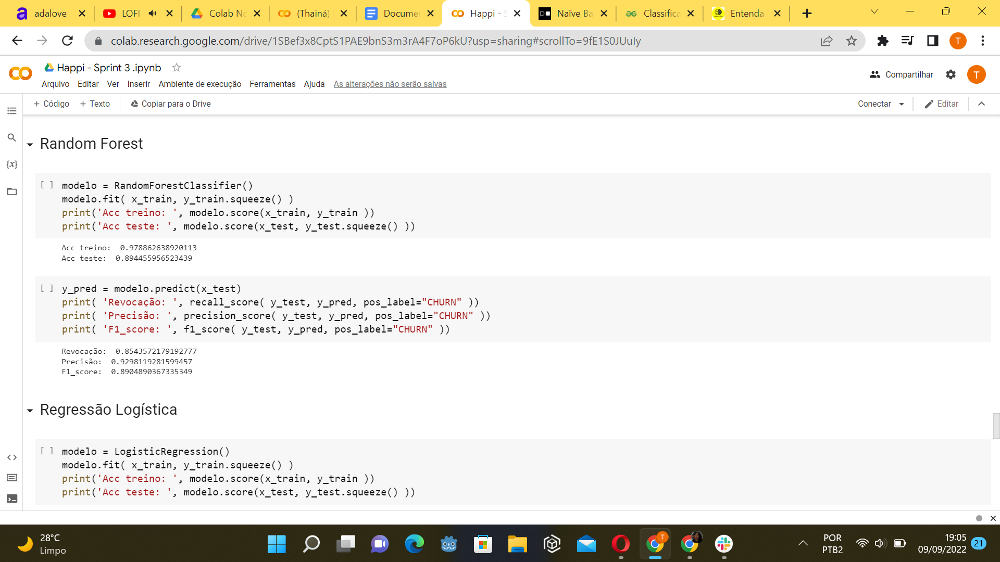 adalove
LOFI
Colab No
(Thainá)
Documen
Happi - S
Naïve Ba
Classifica
Entenda
colab.research.google.com/drive/1SBef3x8CptS1PAE9bnS3m3rA4F7oP6kU?usp=sharing#scrollTo=9fE1S0JUuIy
T
Happi - Sprint 3 .ipynb
Arquivo Editar Ver Inserir Ambiente de execução Ferramentas Ajuda As alterações não serão salvas
Compartilhar
T
+ Código + Texto Copiar para o Drive
Conectar
Editar
Random Forest
{x}
[ ] modelo = RandomForestClassifier()
modelo.fit( x_train, y_train.squeeze() )
print('Acc treino: ', modelo.score(x_train, y_train ))
print('Acc teste: ', modelo.score(x_test, y_test.squeeze() ))
Acc treino:  0.978862638920113
Acc teste:  0.894455956523439
[ ] y_pred = modelo.predict(x_test)
print( 'Revocação: ', recall_score( y_test, y_pred, pos_label="CHURN" ))
print( 'Precisão: ', precision_score( y_test, y_pred, pos_label="CHURN" ))
print( 'F1_score: ', f1_score( y_test, y_pred, pos_label="CHURN" ))
Revocação:  0.8543572179192777
Precisão:  0.9298119281599457
F1_score:  0.8904890367335349
Regressão Logística
[ ] modelo = LogisticRegression()
modelo.fit( x_train, y_train.squeeze() )
print('Acc treino: ', modelo.score(x_train, y_train ))
print('Acc teste: ', modelo.score(x_test, y_test.squeeze() ))
28°C
Limpo
T
POR
PTB2
19:05
09/09/2022
21